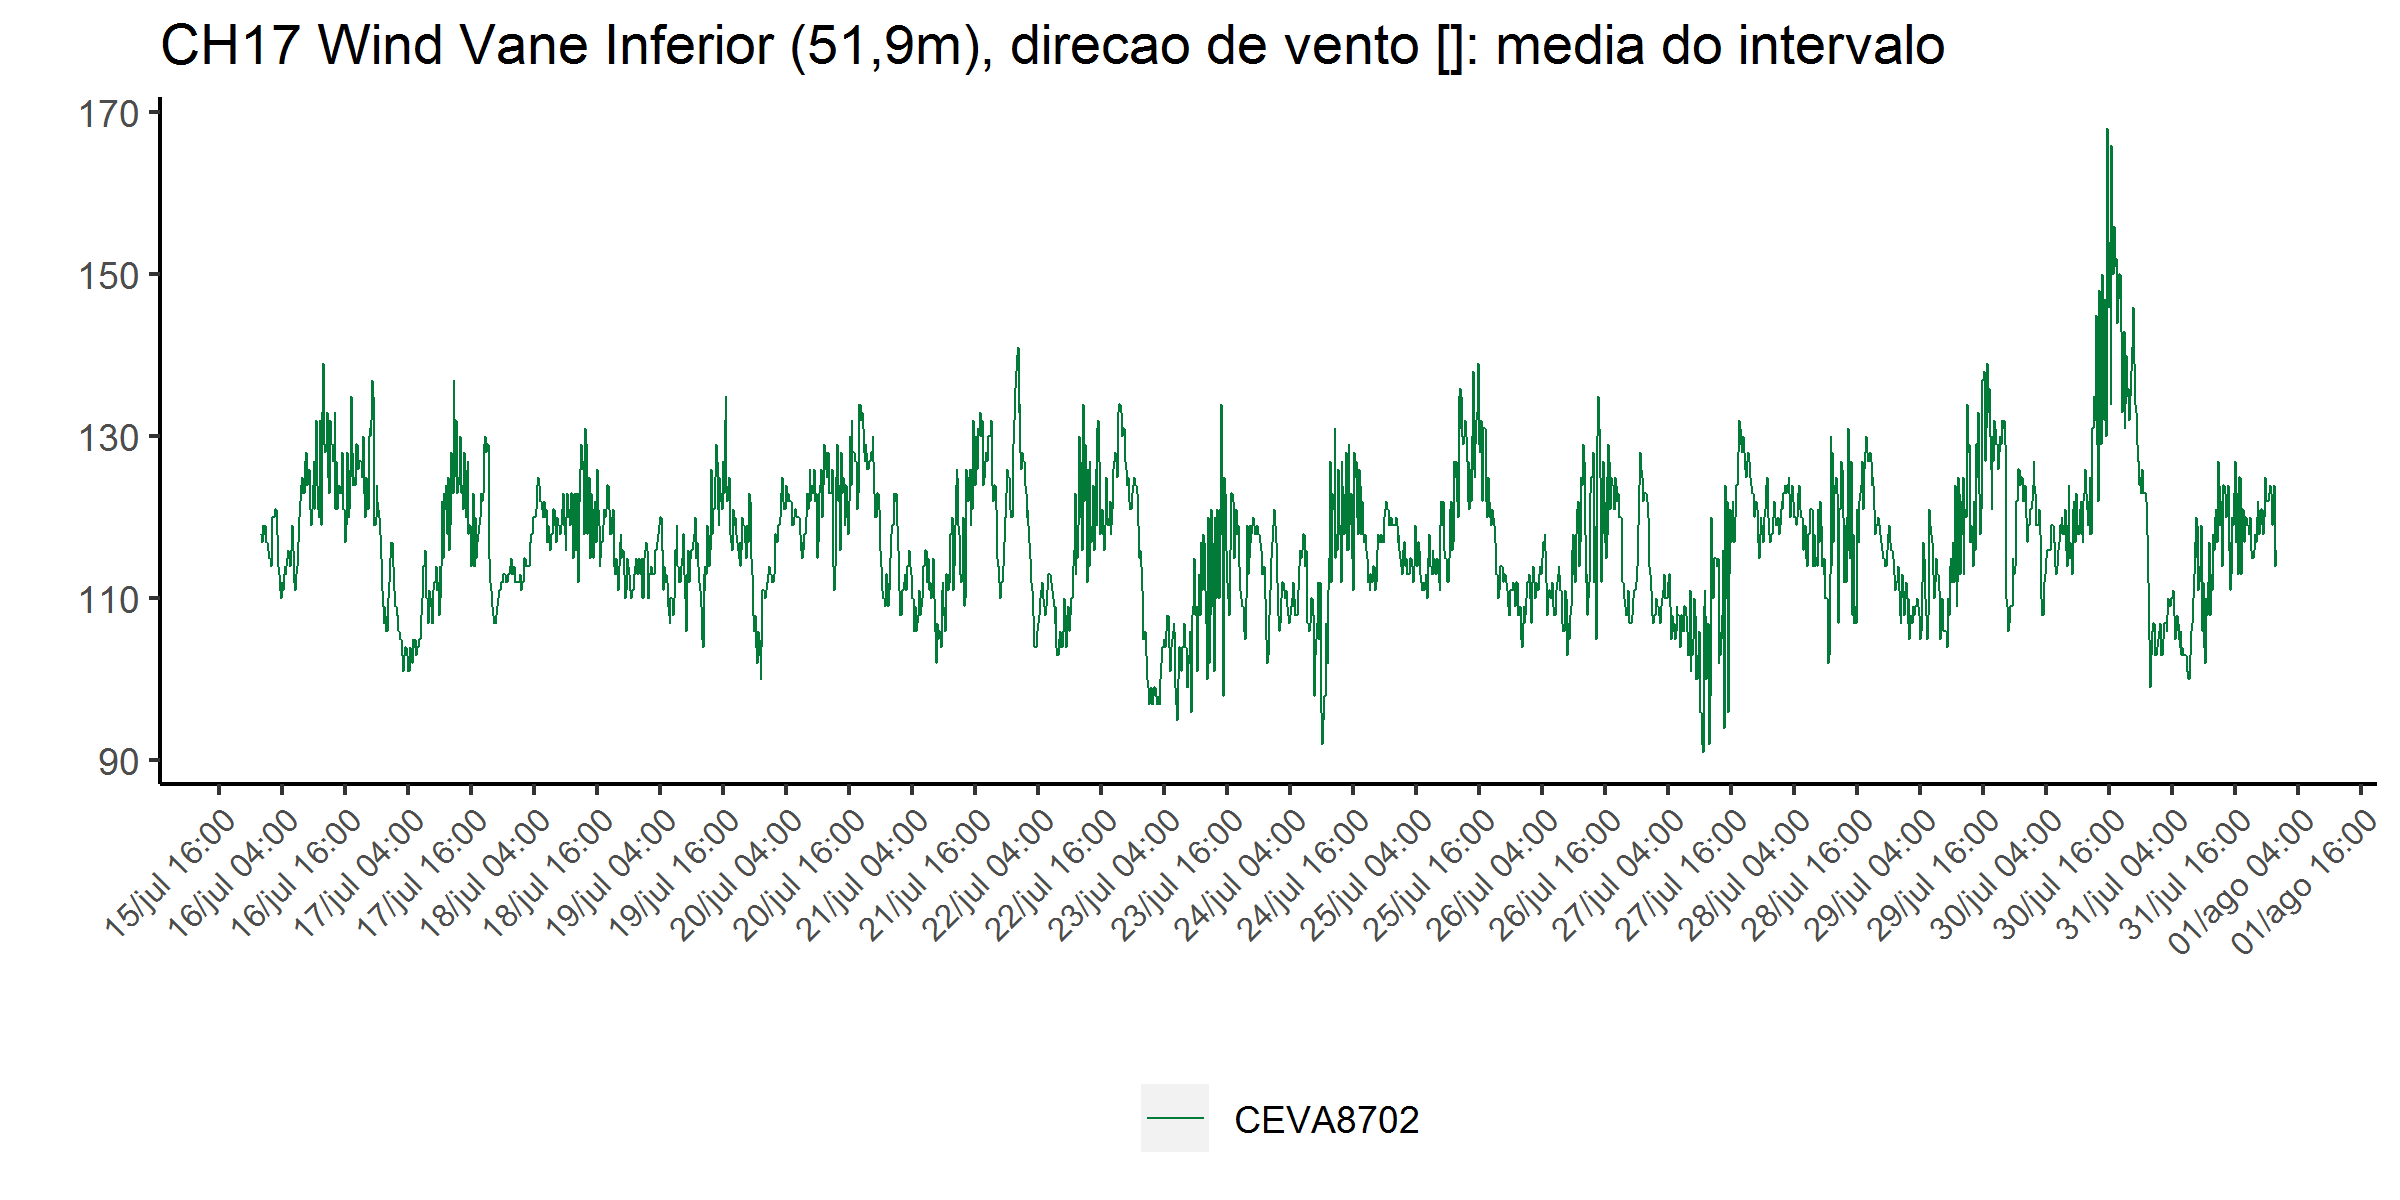 CH17 Wind Vane Inferior (51,9m), direcao de vento []: media do intervalo
170
150
130
110
90
15/jul 16:00
16/jul 04:00
16/jul 16:00
17/jul 04:00
17/jul 16:00
18/jul 04:00
18/jul 16:00
19/jul 04:00
19/jul 16:00
20/jul 04:00
20/jul 16:00
21/jul 04:00
21/jul 16:00
22/jul 04:00
22/jul 16:00
23/jul 04:00
23/jul 16:00
24/jul 04:00
24/jul 16:00
25/jul 04:00
25/jul 16:00
26/jul 04:00
26/jul 16:00
27/jul 04:00
27/jul 16:00
28/jul 04:00
28/jul 16:00
29/jul 04:00
29/jul 16:00
30/jul 04:00
30/jul 16:00
31/jul 04:00
31/jul 16:00
01/ago 04:00
01/ago 16:00
CEVA8702